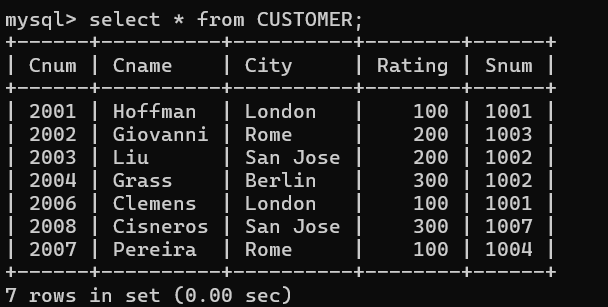 mysql> select * from CUSTOMER;
+------+----------+----------+--------+------+
| Cnum | Cname    | City     | Rating | Snum |
+------+----------+----------+--------+------+
| 2001 | Hoffman  | London   |    100 | 1001 |
| 2002 | Giovanni | Rome     |    200 | 1003 |
| 2003 | Liu      | San Jose |    200 | 1002 |
| 2004 | Grass    | Berlin   |    300 | 1002 |
| 2006 | Clemens  | London   |    100 | 1001 |
| 2008 | Cisneros | San Jose |    300 | 1007 |
| 2007 | Pereira  | Rome     |    100 | 1004 |
+------+----------+----------+--------+------+
7 rows in set (0.00 sec)